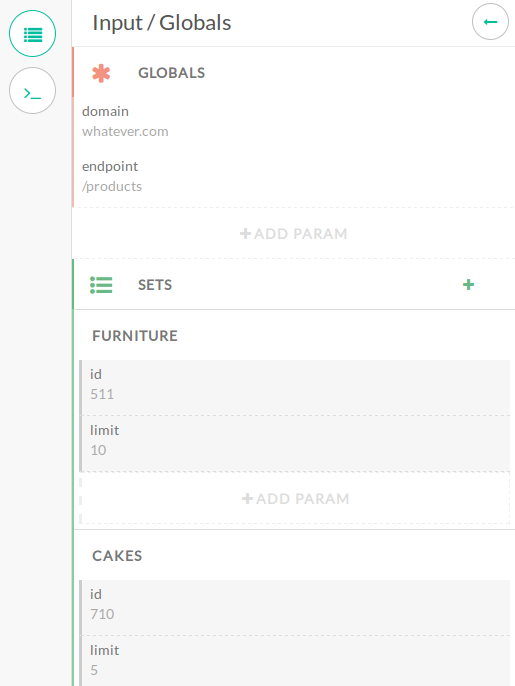 Input / Globals
GLOBALS
domain
whatever.com
endpoint
/products
ADD PARAM
SETS
FURNITURE
id
511
limit
10
ADD PARAM
CAKES
id
710
limit
5